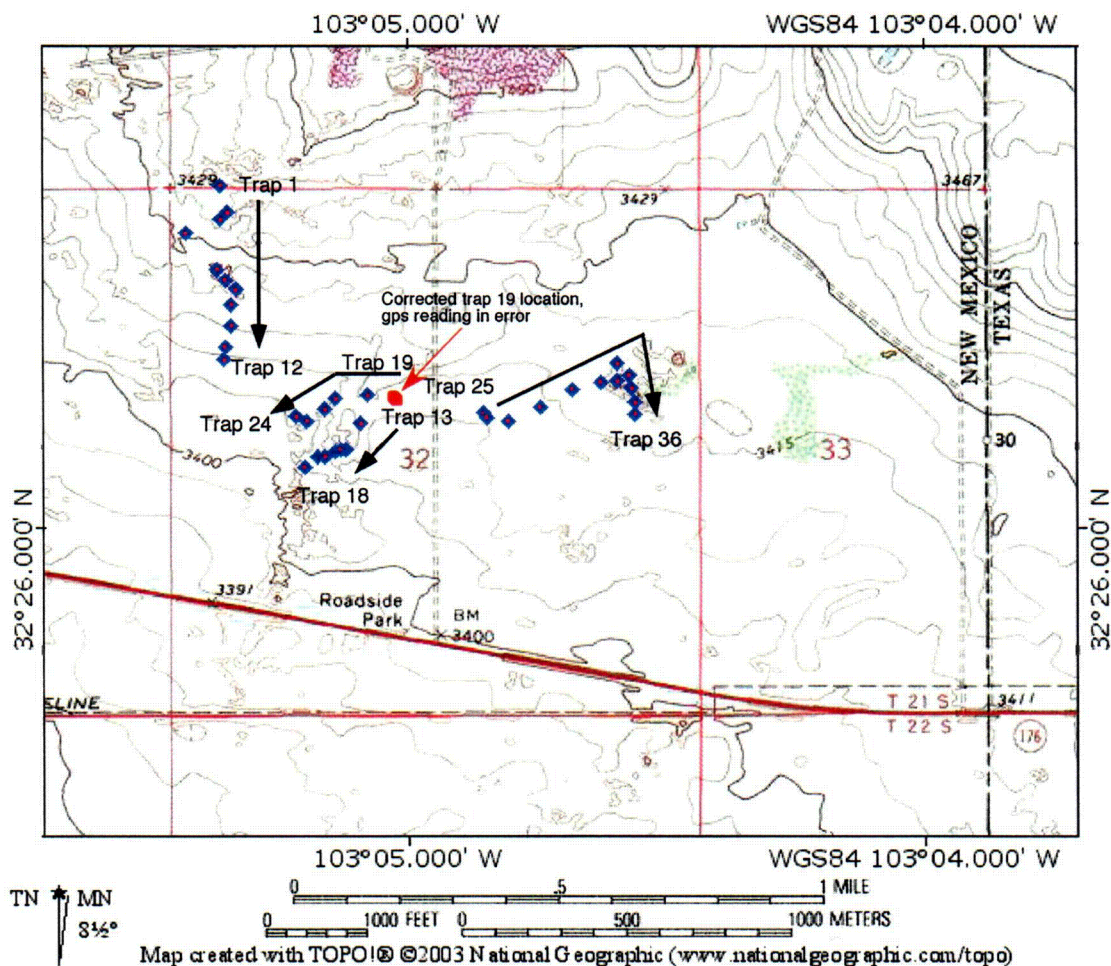 103°05.000' W
WGS84 103°04.000' W
3429
Trap 1
3467
3429
NEW MEXICO
TEXAS
Corrected trap 19 location,
gps reading in error
Trap 12
Trap 19
Trap 25
Trap 24
Trap 13
Trap 36
30
3400
32
3415
33
Trap 18
32°26.000' N
32°26.000' N
3391
Roadside
Park
BM
3400
ELINE
T 21 S
3411
T 22 S
176
103°05.000' W
WGS84 103°04.000' W
TN MN
8½°
0 .5 1 MILE
0 1000 FEET 0 500 1000 METERS
Map created with TOPO!® ©2003 National Geographic (www.nationalgeographic.com/topo)